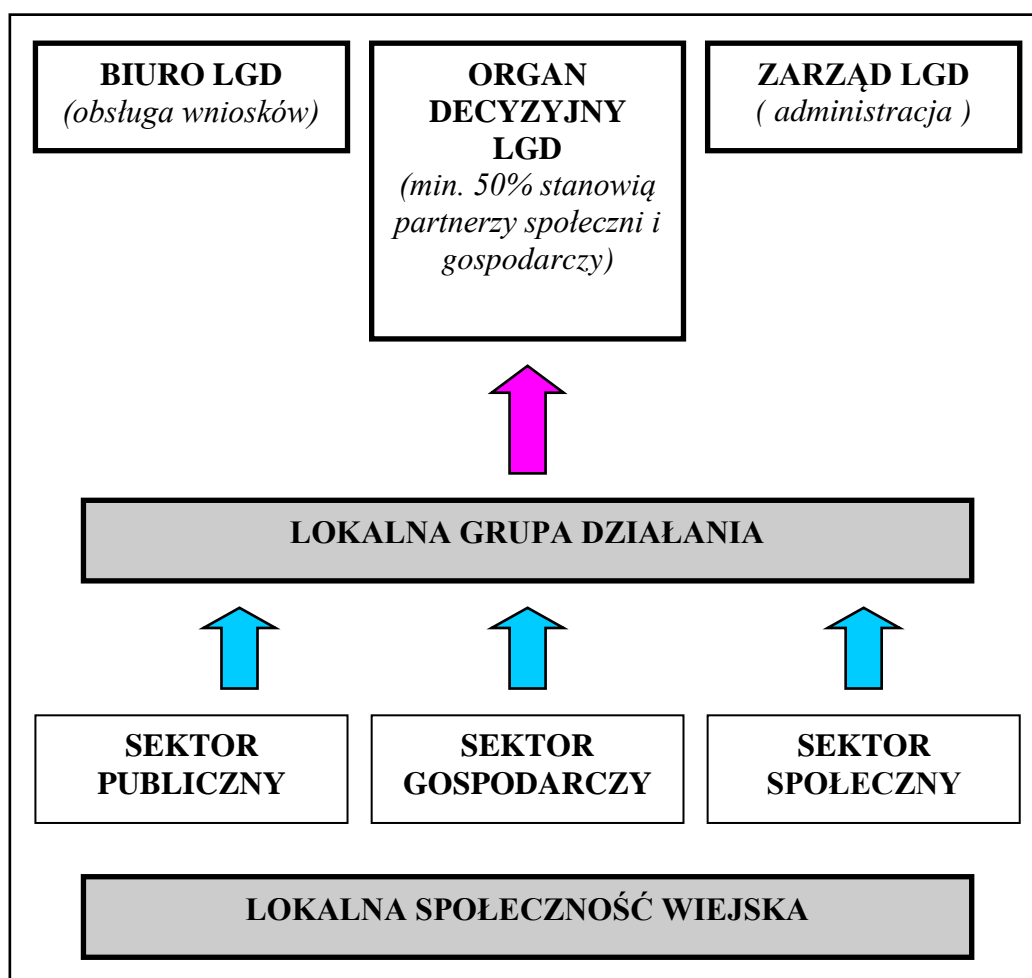 BIURO LGD
(obsługa wniosków)
ORGAN
DECYZYJNY
LGD
(min. 50% stanowią
partnerzy społeczni i
gospodarczy)
ZARZĄD LGD
( administracja )
LOKALNA GRUPA DZIAŁANIA
SEKTOR
PUBLICZNY
SEKTOR
GOSPODARCZY
SEKTOR
SPOŁECZNY
LOKALNA SPOŁECZNOŚĆ WIEJSKA